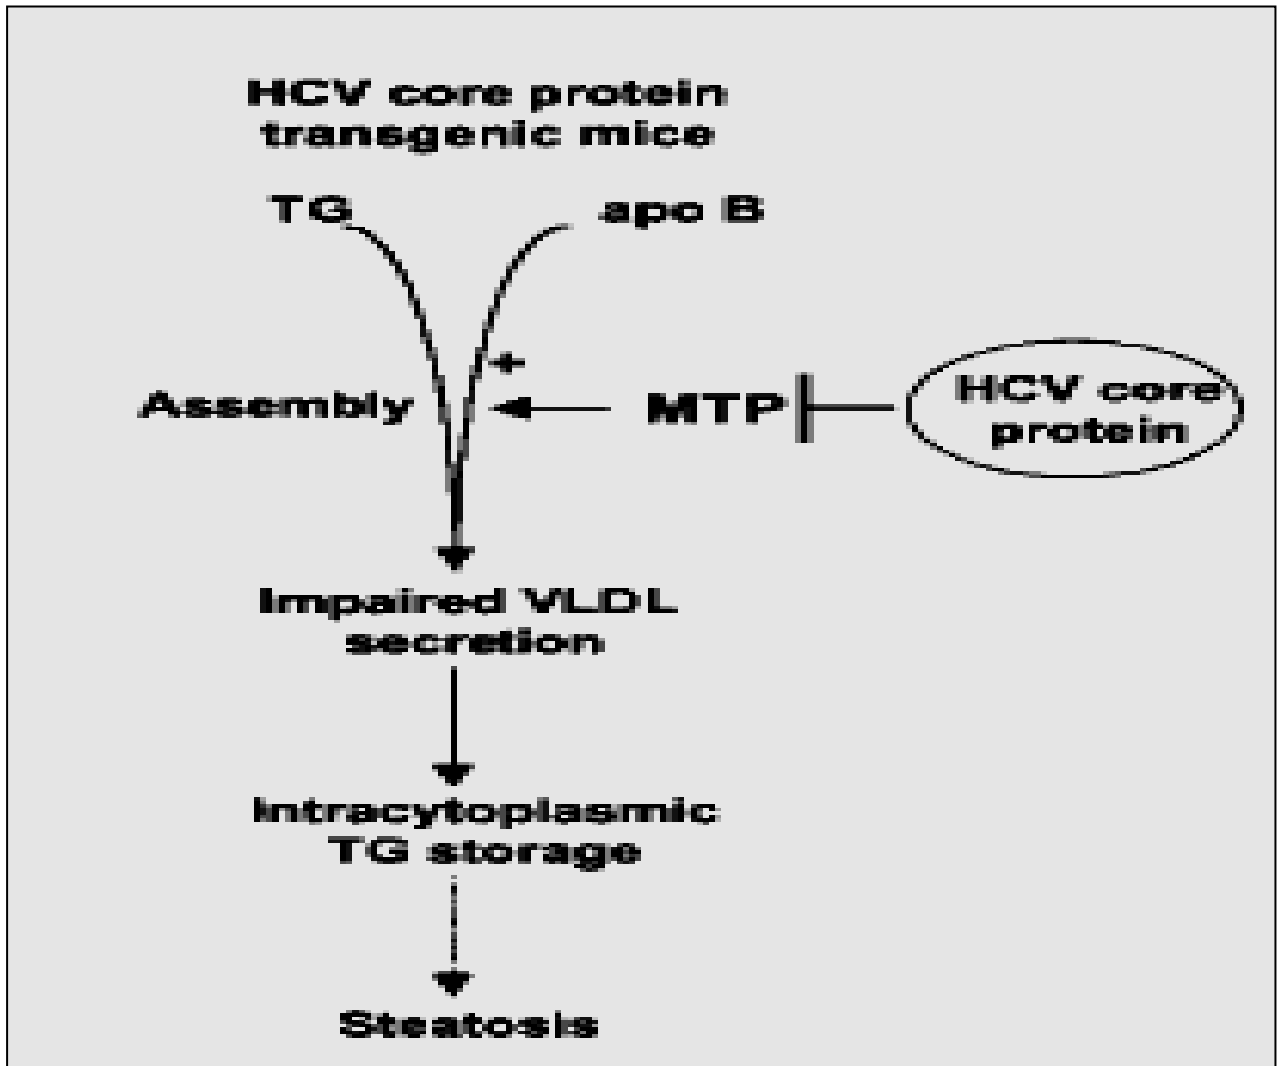 HCV core protein
transgenic mice
TG apo B
+
Assembly MTP HCV core
protein
Impaired VLDL
secretion
Intracytoplasmic
TG storage
Steatosis